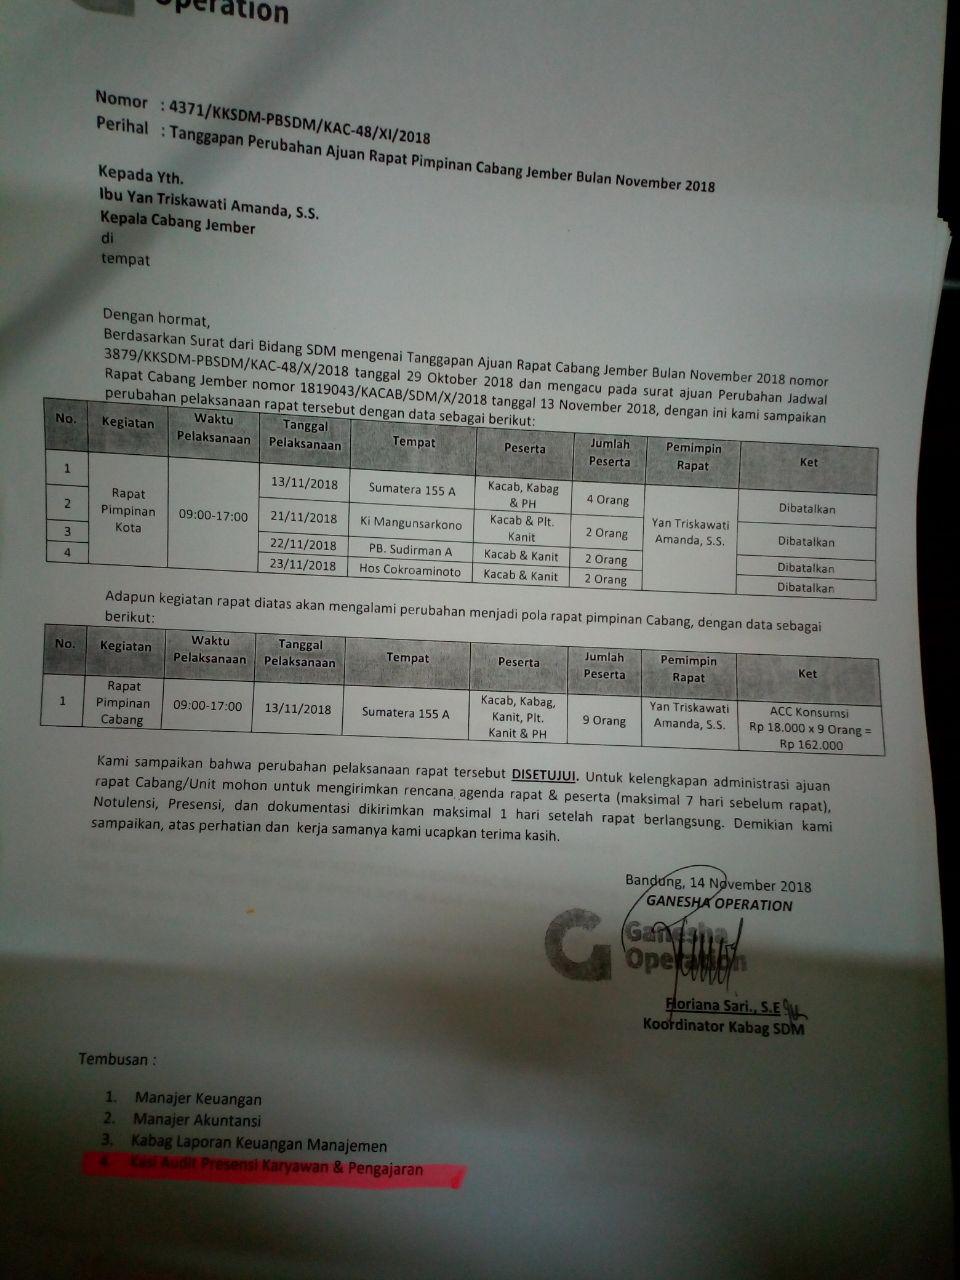 Operation
Nomor : 4371/KKSDM-PBSDM/KAC-48/XI/2018
Perihal : Tanggapan Perubahan Ajuan Rapat Pimpinan Cabang Jember Bulan November 2018
Kepada Yth.
Ibu Yan Triskawati Amanda, S.S.
Kepala Cabang Jember
di
tempat
Dengan hormat,
Berdasarkan Surat dari Bidang SDM mengenai Tanggapan Ajuan Rapat Cabang Jember Bulan November 2018 nomor
3879/KKSDM-PBSDM/KAC-48/X/2018 tanggal 29 Oktober 2018 dan mengacu pada surat ajuan Perubahan Jadwal
Rapat Cabang Jember nomor 1819043/KACAB/SDM/X/2018 tanggal 13 November 2018, dengan ini kami sampaikan
perubahan pelaksanaan rapat tersebut dengan data sebagai berikut:
No. Kegiatan Waktu Pelaksanaan Tanggal Pelaksanaan Tempat Peserta Jumlah Peserta Pemimpin Rapat Ket
1 Rapat Pimpinan Kota 09:00-17:00 13/11/2018 Sumatera 155 A Kacab, Kabag & PH 4 Orang Yan Triskawati Amanda, S.S. Dibatalkan
2 21/11/2018 Ki Mangunsarkono Kacab & Plt. Kanit 2 Orang Dibatalkan
3 22/11/2018 PB. Sudirman A Kacab & Kanit 2 Orang Dibatalkan
4 23/11/2018 Hos Cokroaminoto Kacab & Kanit 2 Orang Dibatalkan
Adapun kegiatan rapat diatas akan mengalami perubahan menjadi pola rapat pimpinan Cabang, dengan data sebagai
berikut:
No. Kegiatan Waktu Pelaksanaan Tanggal Pelaksanaan Tempat Peserta Jumlah Peserta Pemimpin Rapat Ket
1 Rapat Pimpinan Cabang 09:00-17:00 13/11/2018 Sumatera 155 A Kacab, Kabag, Kanit, Plt. Kanit & PH 9 Orang Yan Triskawati Amanda, S.S. ACC Konsumsi Rp 18.000 x 9 Orang = Rp 162.000
Kami sampaikan bahwa perubahan pelaksanaan rapat tersebut DISETUJUI. Untuk kelengkapan administrasi ajuan
rapat Cabang/Unit mohon untuk mengirimkan rencana agenda rapat & peserta (maksimal 7 hari sebelum rapat),
Notulensi, Presensi, dan dokumentasi dikirimkan maksimal 1 hari setelah rapat berlangsung. Demikian kami
sampaikan, atas perhatian dan kerja samanya kami ucapkan terima kasih.
Bandung, 14 November 2018
GANESHA OPERATION
Ganesha
Operation
Floriana Sari., S.E
Koordinator Kabag SDM
Tembusan :
1. Manajer Keuangan
2. Manajer Akuntansi
3. Kabag Laporan Keuangan Manajemen
4. Kasi Audit Presensi Karyawan & Pengajaran